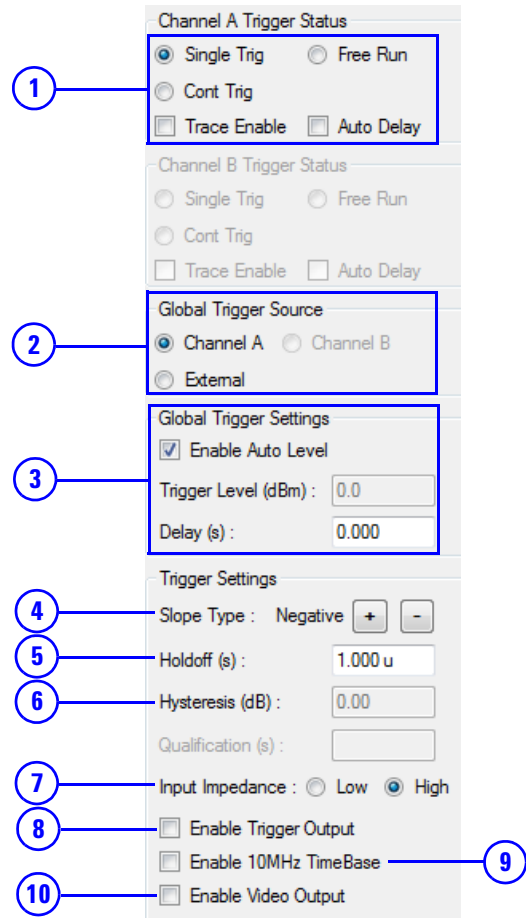 Channel A Trigger Status
Single Trig Free Run
1
Cont Trig
Trace Enable Auto Delay
Channel B Trigger Status
Single Trig Free Run
Cont Trig
Trace Enable Auto Delay
Global Trigger Source
2
Channel A Channel B
External
Global Trigger Settings
Enable Auto Level
3
Trigger Level (dBm) : 0.0
Delay (s) : 0.000
Trigger Settings
4 Slope Type : Negative + -
5 Holdoff (s) : 1.000 u
6 Hysteresis (dB) : 0.00
Qualification (s) :
7 Input Impedance : Low High
8 Enable Trigger Output
Enable 10MHz TimeBase 9
10 Enable Video Output